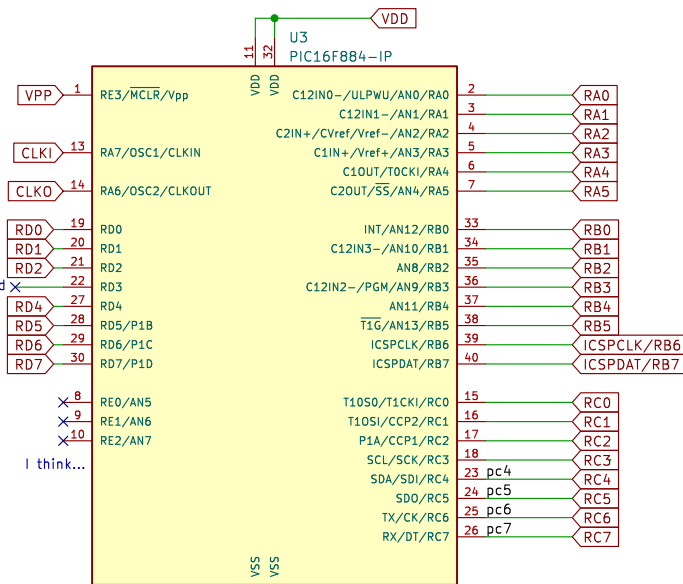 VDD
U3
PIC16F884-IP
11 32
VDD VDD
VPP 1 RE3/MCLR/Vpp C12IN0-/ULPWU/AN0/RA0 2 RA0
C12IN1-/AN1/RA1 3 RA1
C2IN+/CVref/Vref-/AN2/RA2 4 RA2
CLKI 13 RA7/OSC1/CLKIN C1IN+/Vref+/AN3/RA3 5 RA3
C1OUT/T0CKI/RA4 6 RA4
CLKO 14 RA6/OSC2/CLKOUT C2OUT/SS/AN4/RA5 7 RA5
RD0 19 RD0 INT/AN12/RB0 33 RB0
RD1 20 RD1 C12IN3-/AN10/RB1 34 RB1
RD2 21 RD2 AN8/RB2 35 RB2
d 22 RD3 C12IN2-/PGM/AN9/RB3 36 RB3
RD4 27 RD4 AN11/RB4 37 RB4
RD5 28 RD5/P1B T1G/AN13/RB5 38 RB5
RD6 29 RD6/P1C ICSPCLK/RB6 39 ICSPCLK/RB6
RD7 30 RD7/P1D ICSPDAT/RB7 40 ICSPDAT/RB7
8 RE0/AN5 T1OSO/T1CKI/RC0 15 RC0
9 RE1/AN6 T1OSI/CCP2/RC1 16 RC1
10 RE2/AN7 P1A/CCP1/RC2 17 RC2
I think... SCL/SCK/RC3 18 RC3
SDA/SDI/RC4 23 pc4 RC4
SDO/RC5 24 pc5 RC5
TX/CK/RC6 25 pc6 RC6
RX/DT/RC7 26 pc7 RC7
VSS VSS